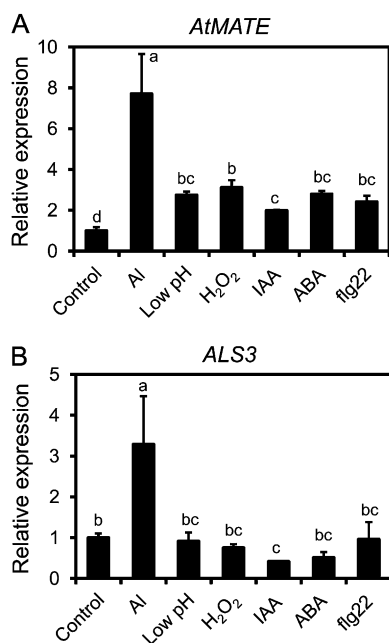 A
AtMATE
Relative expression
10
8
6
4
2
0
a
bc
b
c
bc
bc
d
Control
Al
Low pH
H₂O₂
IAA
ABA
flg22
B
ALS3
Relative expression
5
4
3
2
1
0
a
b
bc
bc
c
bc
bc
Control
Al
Low pH
H₂O₂
IAA
ABA
flg22